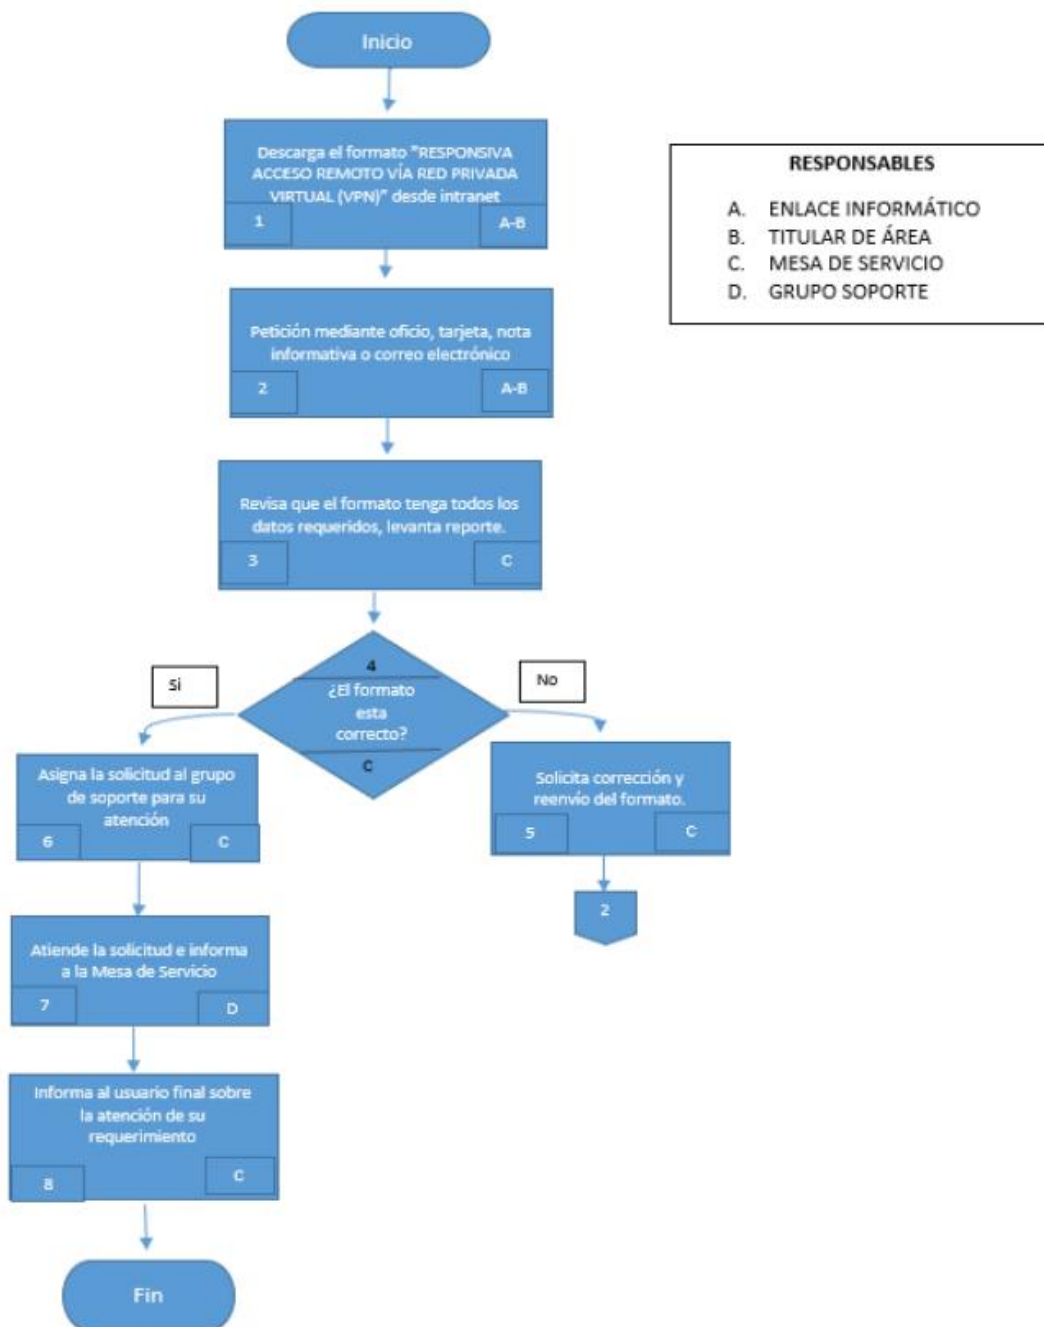 Inicio
Descarga el formato "RESPONSIVA
ACCESO REMOTO VÍA RED PRIVADA
VIRTUAL (VPN)" desde intranet
1
A-B
RESPONSABLES
A. ENLACE INFORMÁTICO
B. TITULAR DE ÁREA
C. MESA DE SERVICIO
D. GRUPO SOPORTE
Petición mediante oficio, tarjeta, nota
informativa o correo electrónico
2
A-B
Revisa que el formato tenga todos los
datos requeridos, levanta reporte.
3
C
4
¿El formato
esta
correcto?
C
Si
No
Asigna la solicitud al grupo
de soporte para su
atención
6
C
Solicita corrección y
reenvío del formato.
5
C
2
Atiende la solicitud e informa
a la Mesa de Servicio
7
D
Informa al usuario final sobre
la atención de su
requerimiento
8
C
Fin